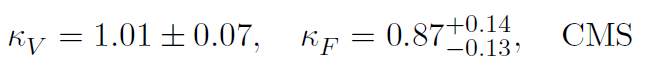 κ_V = 1.01 ± 0.07, κ_F = 0.87^{+0.14}_{−0.13}, CMS